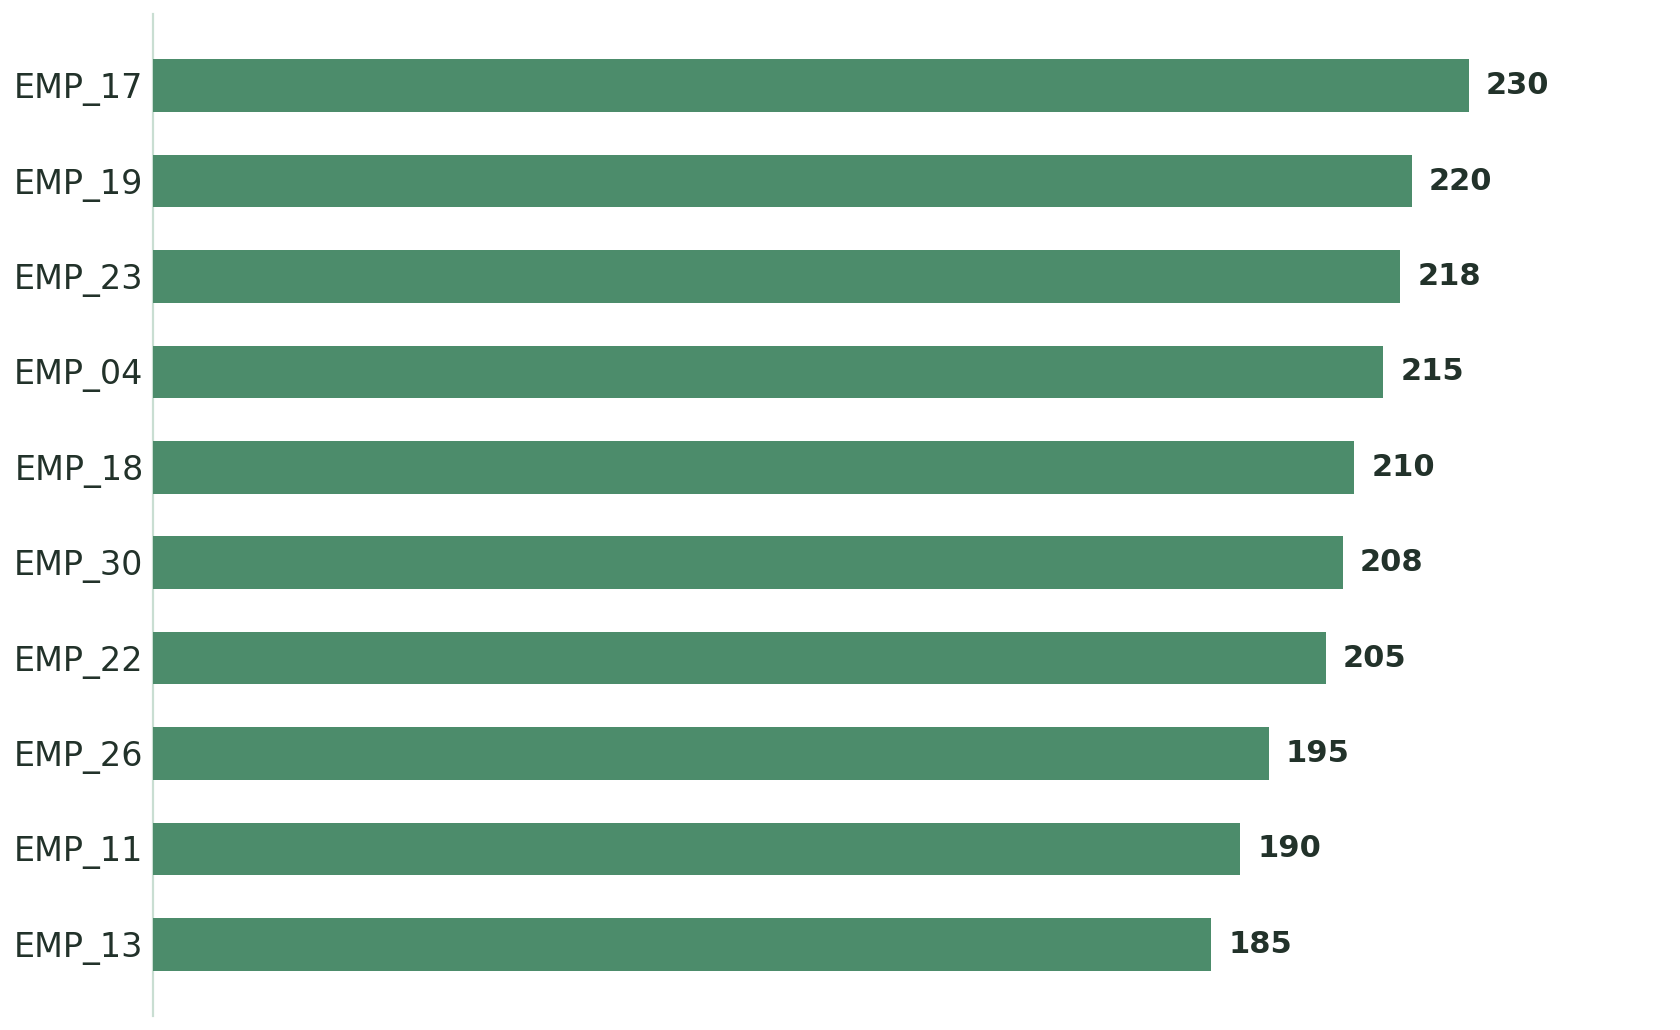 EMP_17 230
EMP_19 220
EMP_23 218
EMP_04 215
EMP_18 210
EMP_30 208
EMP_22 205
EMP_26 195
EMP_11 190
EMP_13 185